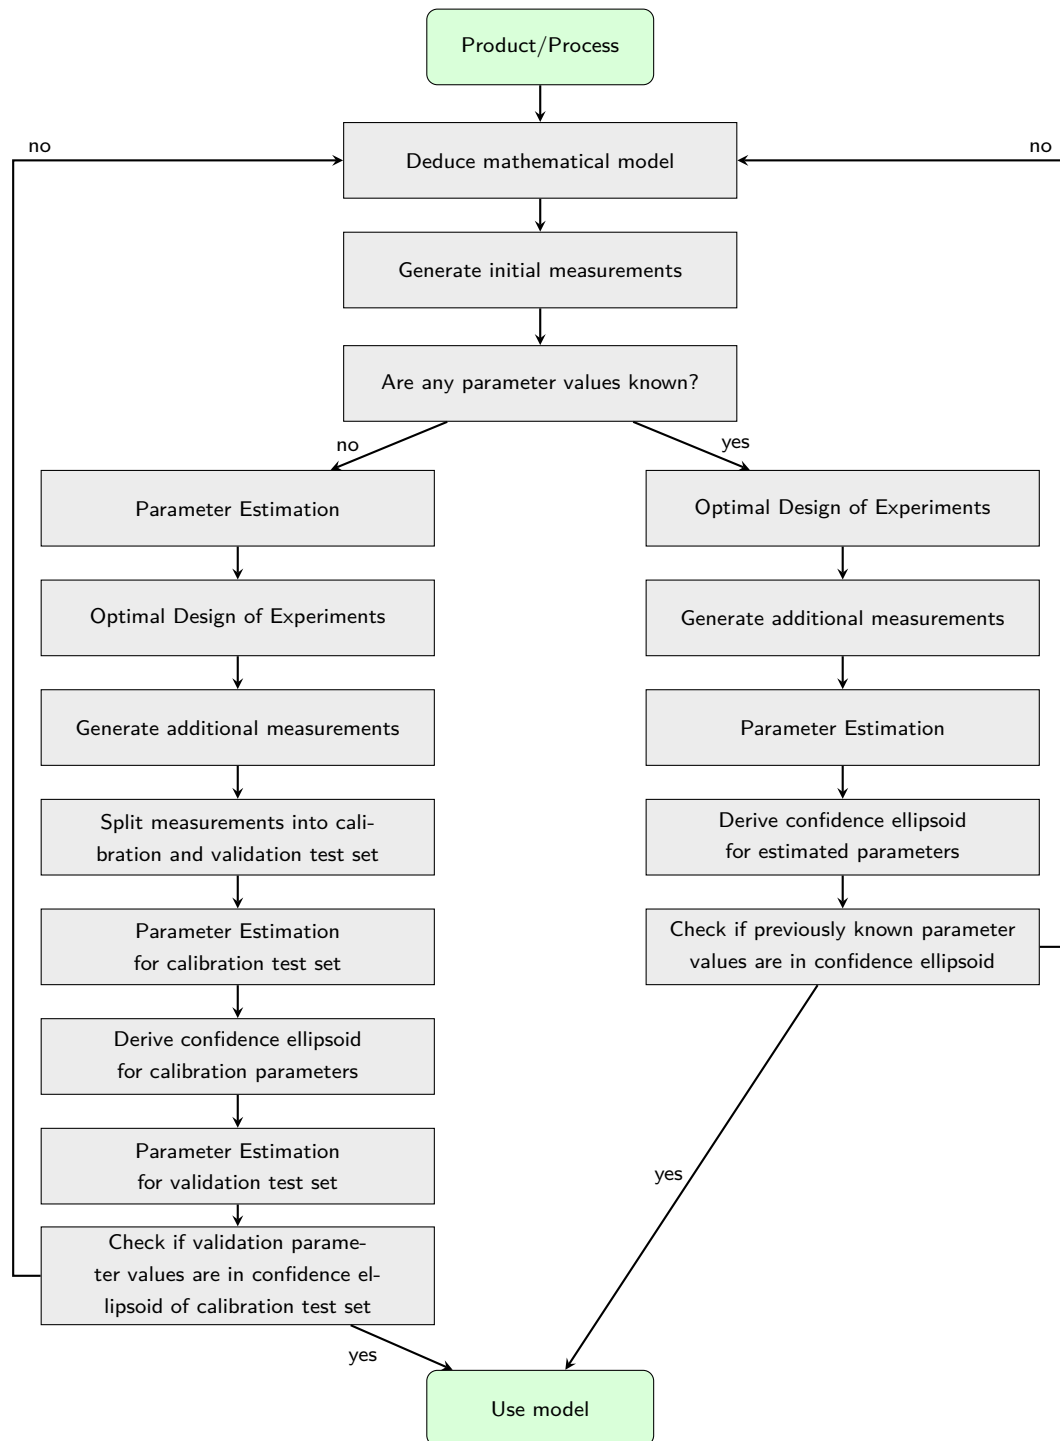 Product/Process
no
no
Deduce mathematical model
Generate initial measurements
Are any parameter values known?
no
yes
Parameter Estimation
Optimal Design of Experiments
Generate additional measurements
Split measurements into cali-
bration and validation test set
Parameter Estimation
for calibration test set
Derive confidence ellipsoid
for calibration parameters
Parameter Estimation
for validation test set
Check if validation parame-
ter values are in confidence el-
lipsoid of calibration test set
yes
Optimal Design of Experiments
Generate additional measurements
Parameter Estimation
Derive confidence ellipsoid
for estimated parameters
Check if previously known parameter
values are in confidence ellipsoid
yes
Use model